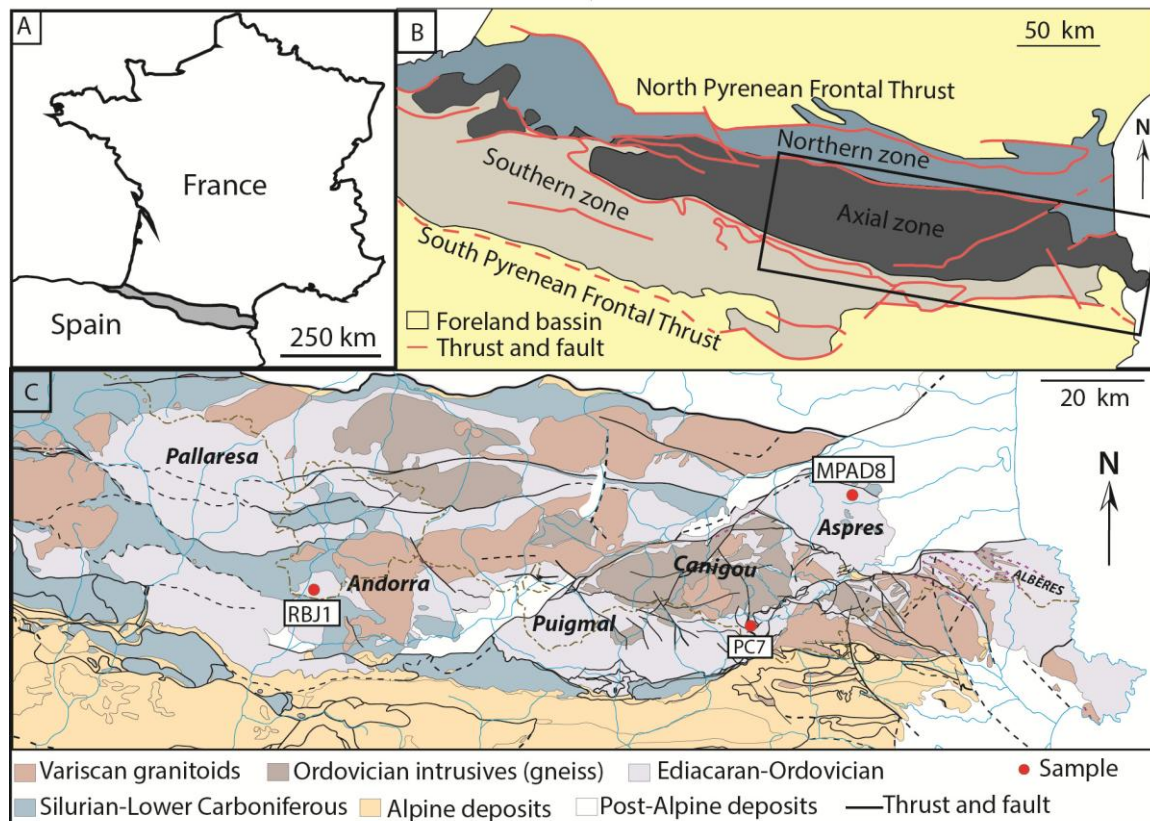 A
France
Spain
250 km
B
50 km
North Pyrenean Frontal Thrust
N
Northern zone
Southern zone
Axial zone
South Pyrenean Frontal Thrust
Foreland bassin
Thrust and fault
C
20 km
N
Pallaresa
MPAD8
Aspres
Canigou
ALBÈRES
Andorra
RBJ1
Puigmal
PC7
Variscan granitoids
Ordovician intrusives (gneiss)
Ediacaran-Ordovician
Sample
Silurian-Lower Carboniferous
Alpine deposits
Post-Alpine deposits
Thrust and fault